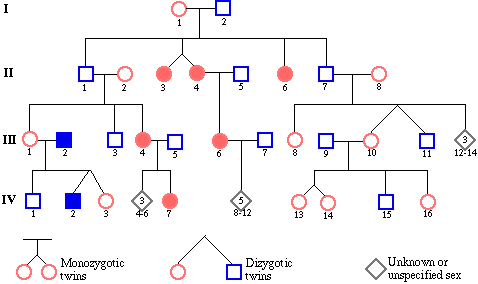 I
1 2
II
1 2 3 4 5 6 7 8
III
3
1 2 3 4 5 6 7 8 9 10 11 12-14
IV
3 5
1 2 3 4-6 7 8-12 13 14 15 16
Monozygotic
twins
Dizygotic
twins
Unknown or
unspecified sex